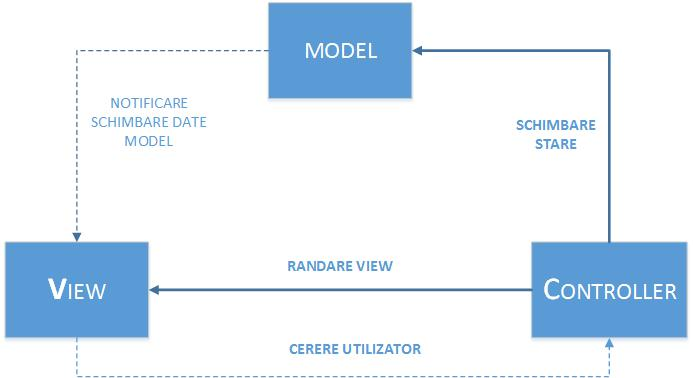 MODEL
NOTIFICARE
SCHIMBARE DATE
MODEL
SCHIMBARE
STARE
RANDARE VIEW
VIEW
CONTROLLER
CERERE UTILIZATOR